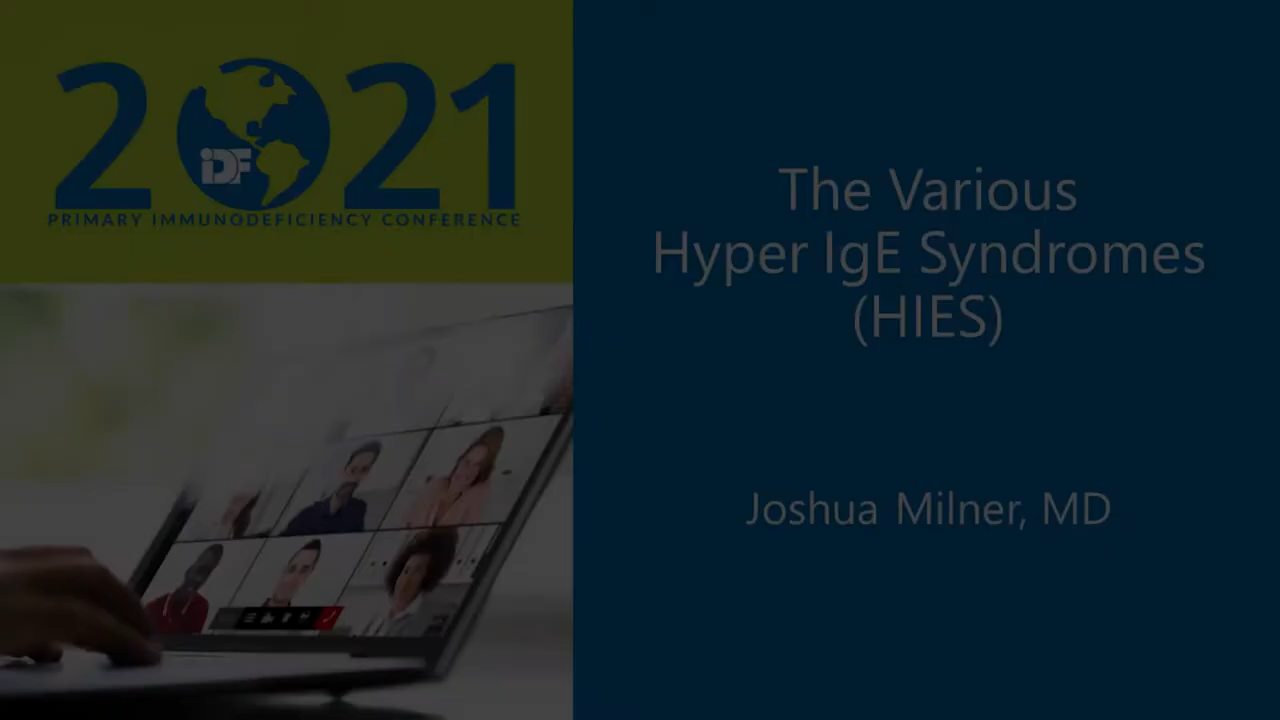 2021
iDF
PRIMARY IMMUNODEFICIENCY CONFERENCE
The Various
Hyper IgE Syndromes
(HIES)
Joshua Milner, MD